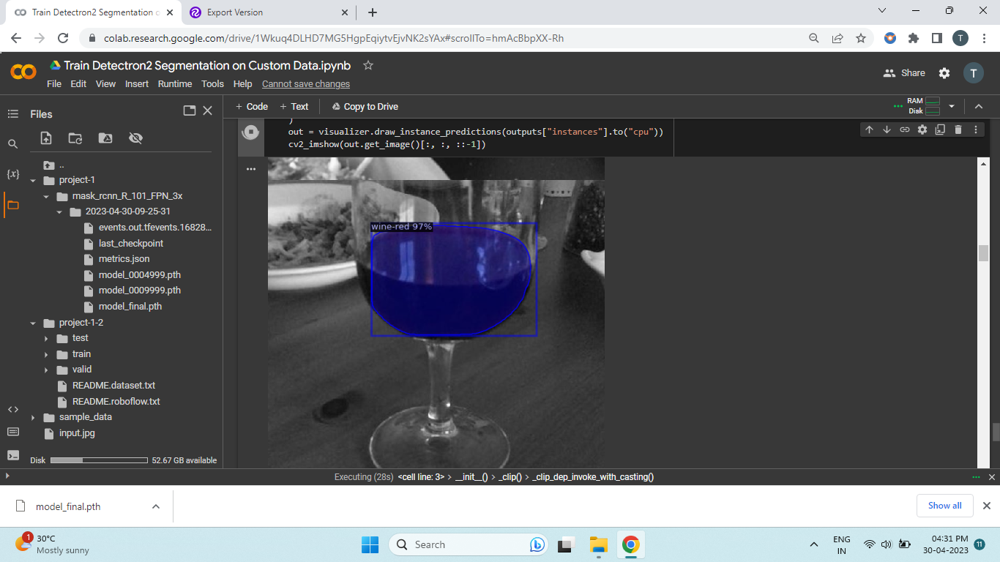 Train Detectron2 Segmentation o
Export Version
colab.research.google.com/drive/1Wkuq4DLHD7MG5HgpEqiytvEjvNK2sYAx#scrollTo=hmAcBbpXX-Rh
T
Train Detectron2 Segmentation on Custom Data.ipynb
File Edit View Insert Runtime Tools Help Cannot save changes
Share
T
Files
+ Code + Text Copy to Drive
RAM
Disk
{x}
..
project-1
mask_rcnn_R_101_FPN_3x
2023-04-30-09-25-31
events.out.tfevents.16828...
last_checkpoint
metrics.json
model_0004999.pth
model_0009999.pth
model_final.pth
project-1-2
test
train
valid
README.dataset.txt
README.roboflow.txt
sample_data
input.jpg
Disk 52.67 GB available
)
out = visualizer.draw_instance_predictions(outputs["instances"].to("cpu"))
cv2_imshow(out.get_image()[:, :, ::-1])
wine-red 97%
Executing (28s) <cell line: 3> > __init__() > _clip() > _clip_dep_invoke_with_casting()
model_final.pth
Show all
1
30°C
Mostly sunny
Search
ENG
IN
04:31 PM
30-04-2023
11